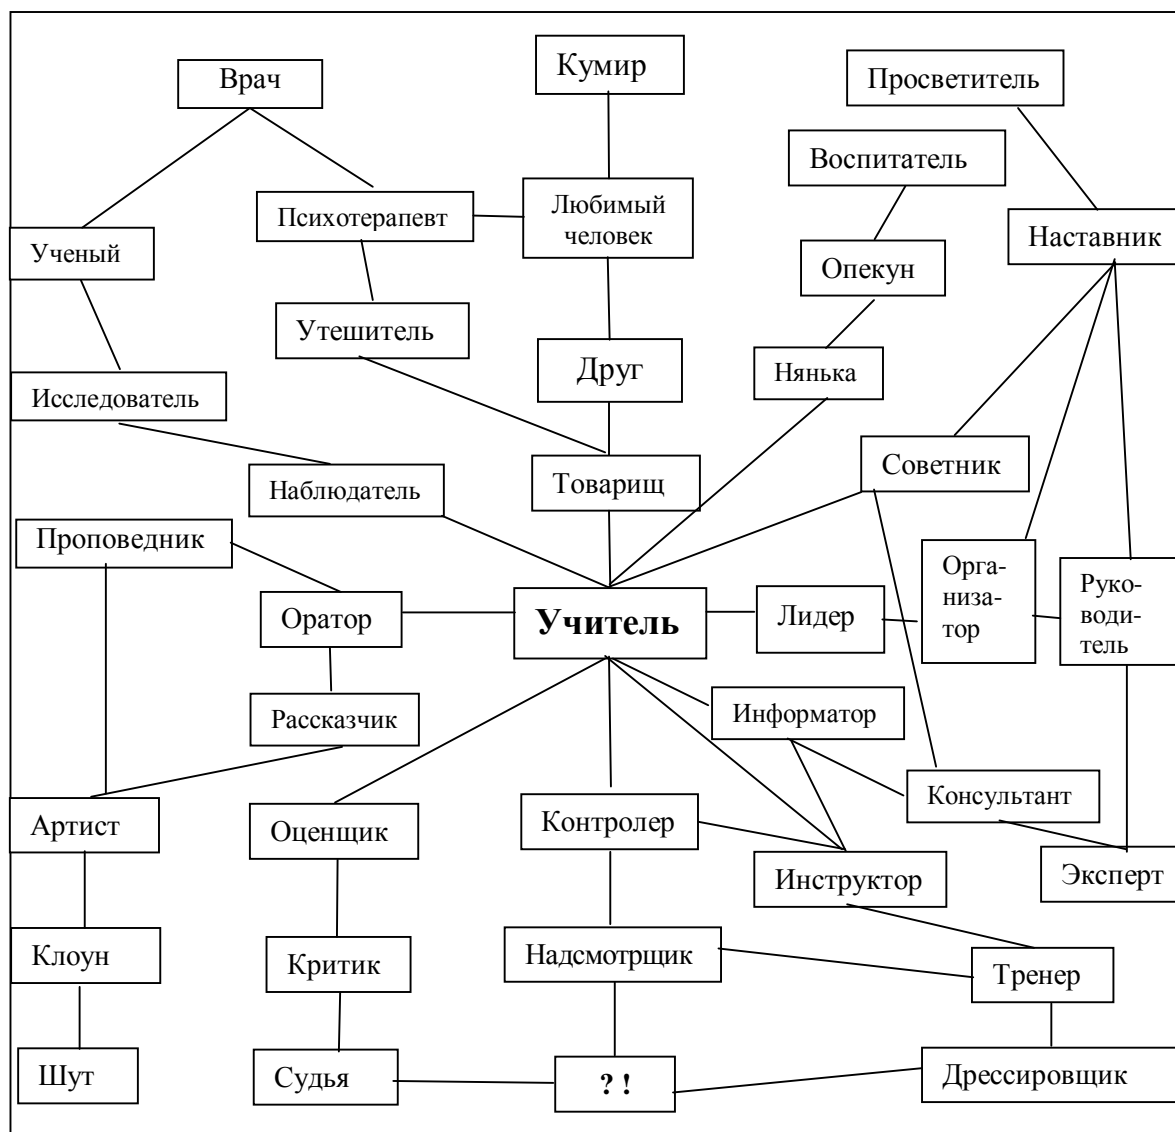 Врач
Кумир
Просветитель
Воспитатель
Психотерапевт
Любимый
человек
Ученый
Наставник
Опекун
Утешитель
Друг
Нянька
Исследователь
Советник
Наблюдатель
Товарищ
Проповедник
Орга-
низа-
тор
Руко-
води-
тель
Оратор
Учитель
Лидер
Рассказчик
Информатор
Консультант
Артист
Оценщик
Контролер
Инструктор
Эксперт
Клоун
Критик
Надсмотрщик
Тренер
Шут
Судья
? !
Дрессировщик